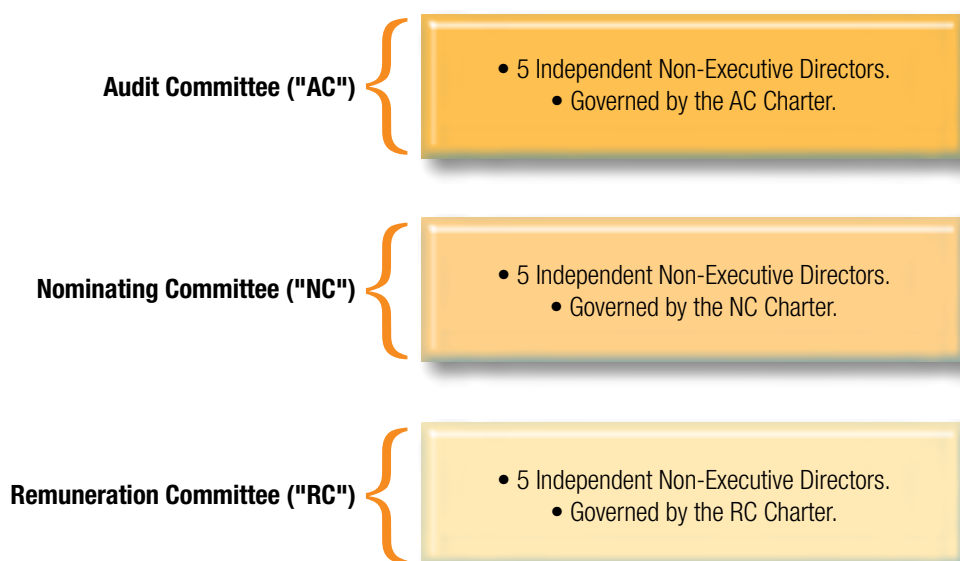 Audit Committee ("AC")
• 5 Independent Non-Executive Directors.
• Governed by the AC Charter.
Nominating Committee ("NC")
• 5 Independent Non-Executive Directors.
• Governed by the NC Charter.
Remuneration Committee ("RC")
• 5 Independent Non-Executive Directors.
• Governed by the RC Charter.